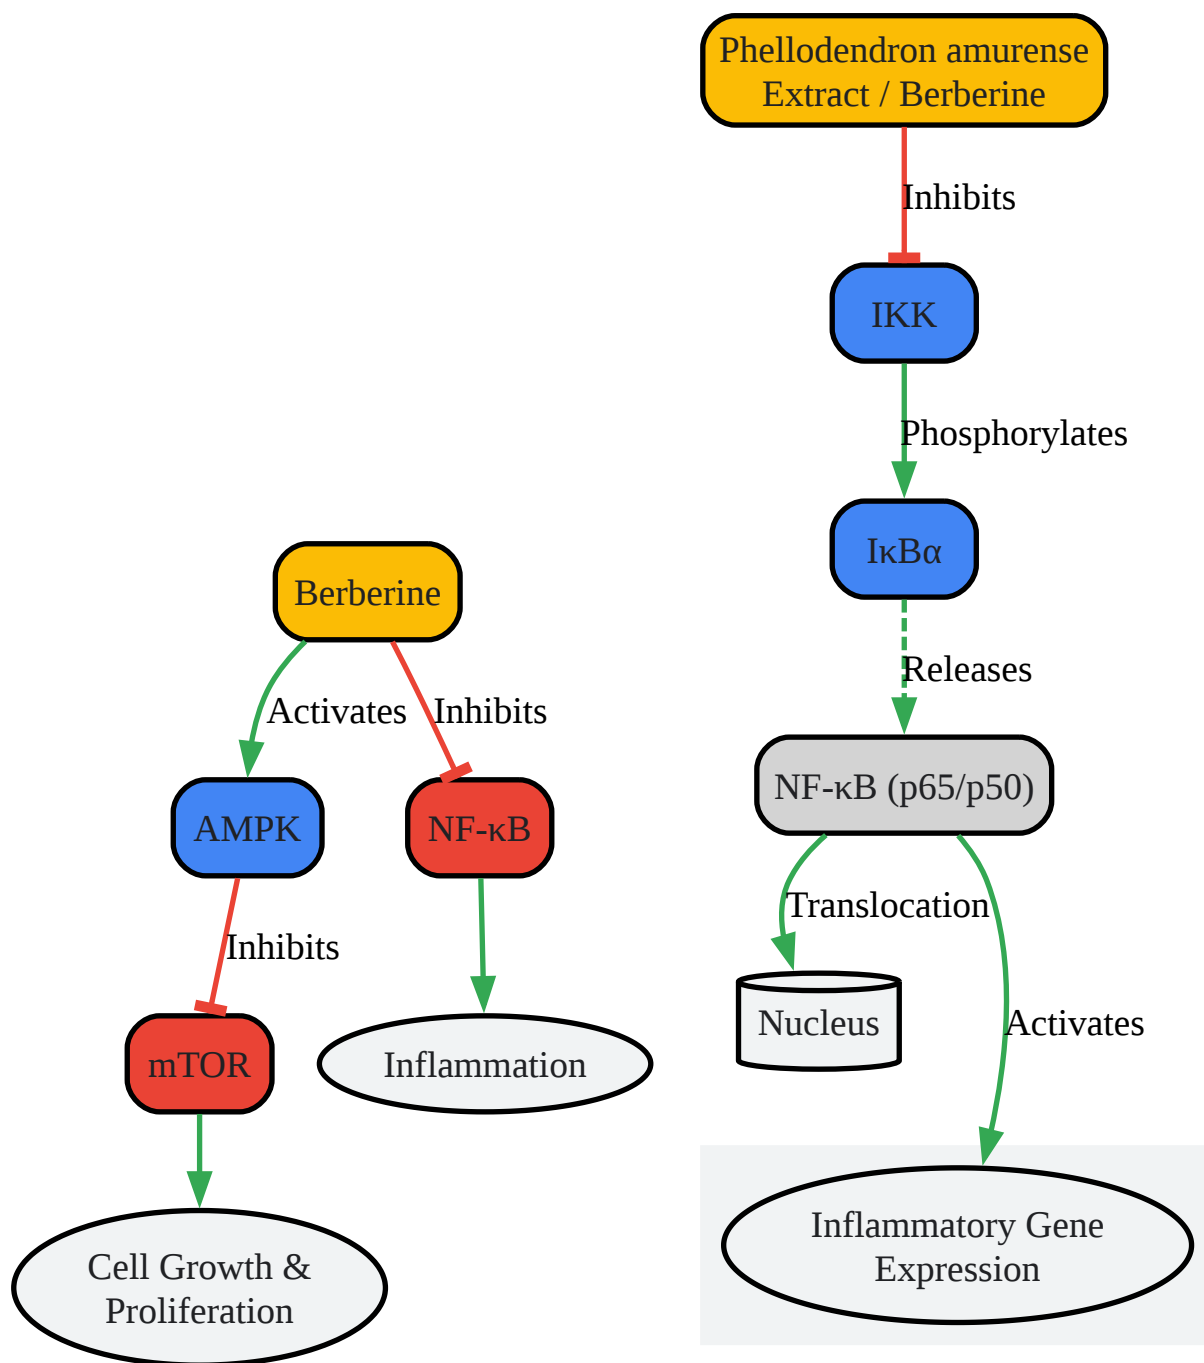 Phellodendron amurense
Extract / Berberine
Inhibits
IKK
Phosphorylates
IκBα
Releases
NF-κB (p65/p50)
Translocation
Nucleus
Activates
Inflammatory Gene
Expression
Berberine
Activates
Inhibits
AMPK
NF-κB
Inhibits
mTOR
Inflammation
Cell Growth &
Proliferation